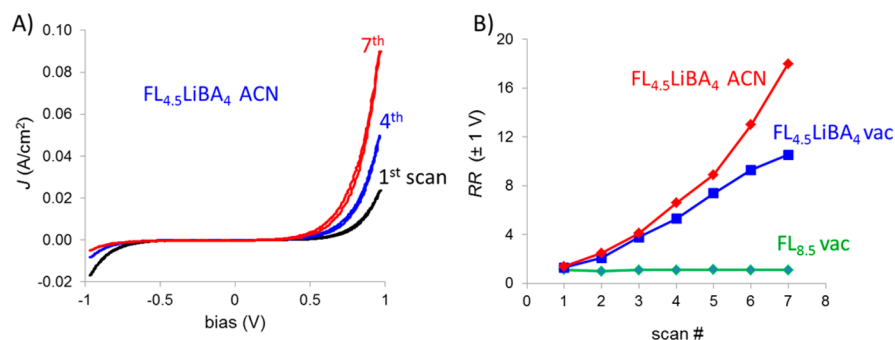 A)
J (A/cm²)
0.10
0.08
0.06
0.04
0.02
0.00
-0.02
FL₄.₅LiBA₄ ACN
7ᵗʰ
4ᵗʰ
1ˢᵗ scan
-1 -0.5 0 0.5 1
bias (V)
B)
RR (± 1 V)
20
16
12
8
4
0
FL₄.₅LiBA₄ ACN
FL₄.₅LiBA₄ vac
FL₈.₅ vac
0 1 2 3 4 5 6 7 8
scan #